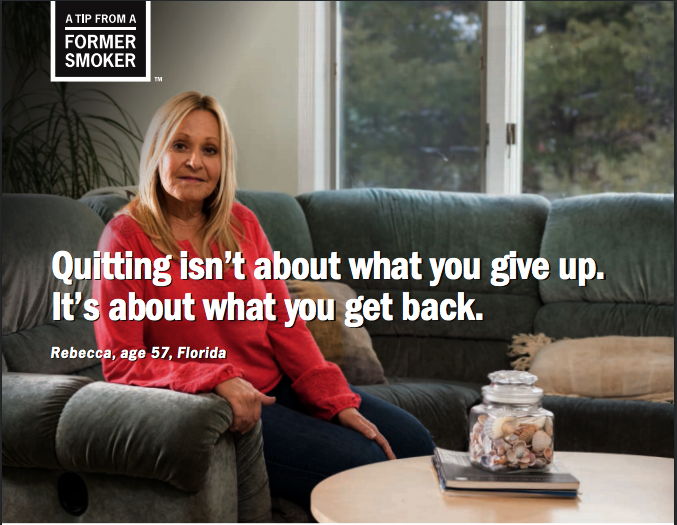 A TIP FROM A
FORMER
SMOKER
™
Quitting isn't about what you give up.
It's about what you get back.
Rebecca, age 57, Florida